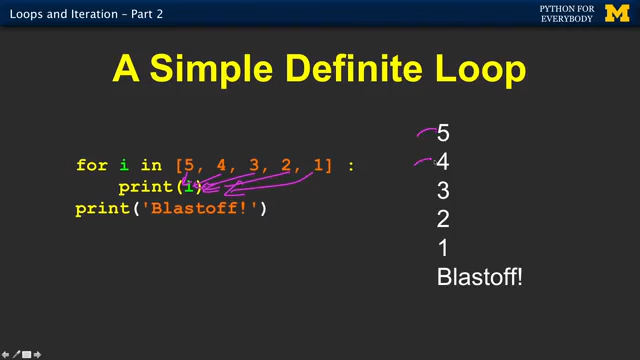 Loops and Iteration – Part 2
PYTHON FOR
EVERYBODY
M
A Simple Definite Loop
for i in [5, 4, 3, 2, 1] :
print(i)
print('Blastoff!')
5
4
3
2
1
Blastoff!